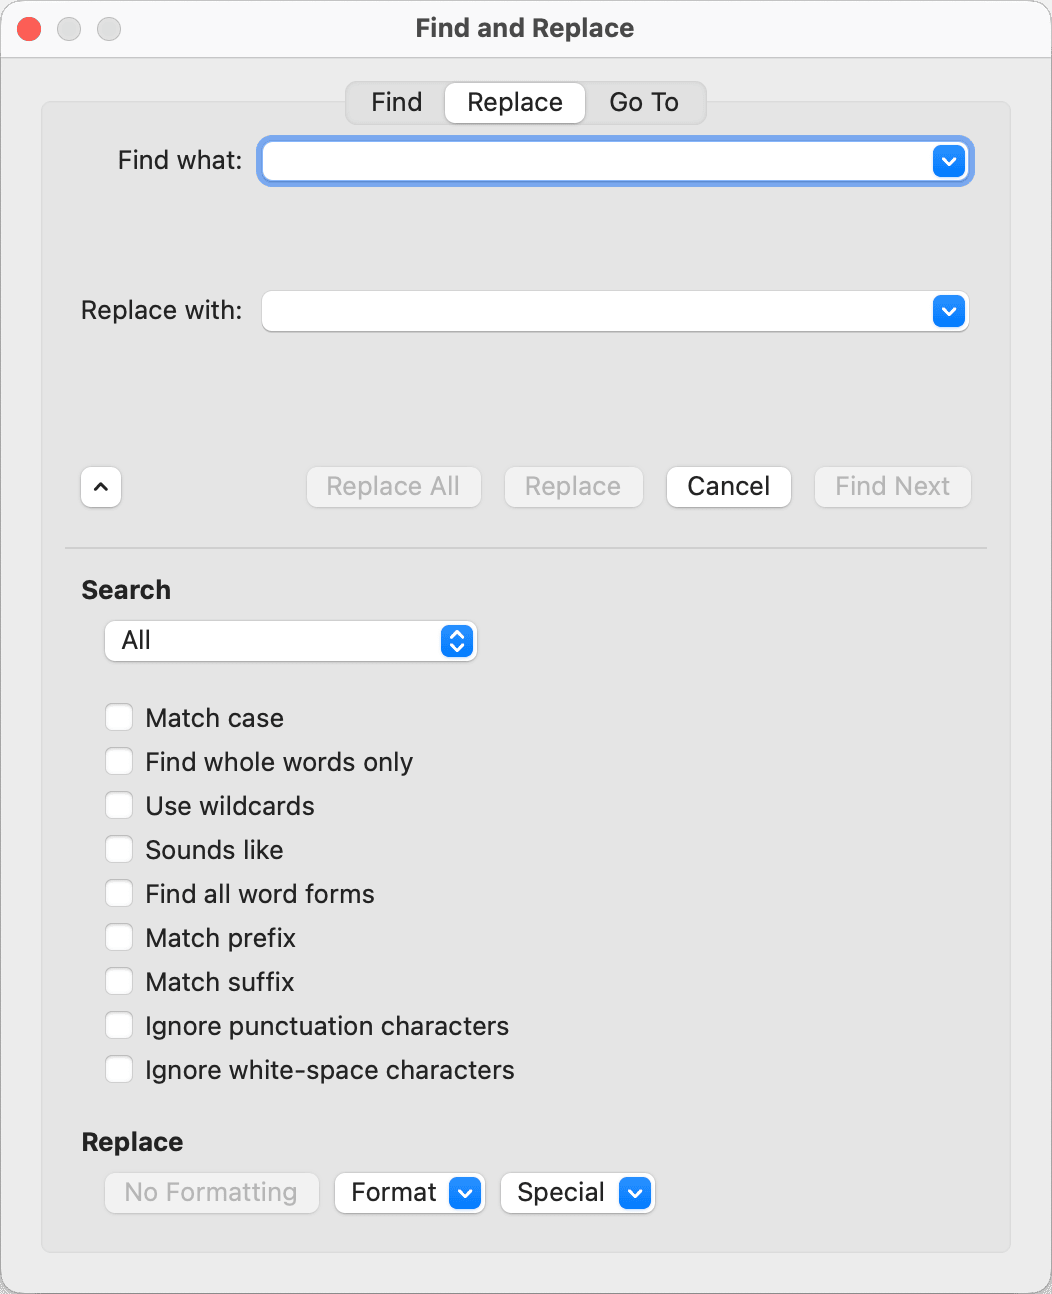 Find and Replace
Find Replace Go To
Find what:
Replace with:
Replace All Replace Cancel Find Next
Search
All
Match case
Find whole words only
Use wildcards
Sounds like
Find all word forms
Match prefix
Match suffix
Ignore punctuation characters
Ignore white-space characters
Replace
No Formatting Format Special